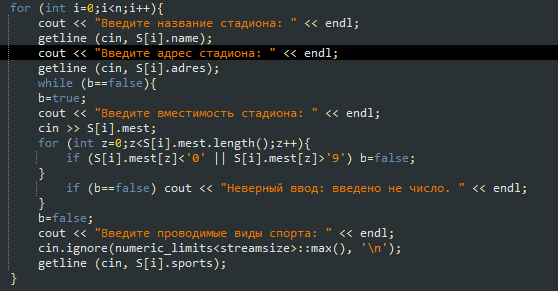 for (int i=0;i<n;i++){
cout << "Введите название стадиона: " << endl;
getline (cin, S[i].name);
cout << "Введите адрес стадиона: " << endl;
getline (cin, S[i].adres);
while (b==false){
b=true;
cout << "Введите вместимость стадиона: " << endl;
cin >> S[i].mest;
for (int z=0;z<S[i].mest.length();z++){
if (S[i].mest[z]<'0' || S[i].mest[z]>'9') b=false;
}
if (b==false) cout << "Неверный ввод: введено не число. " << endl;
}
b=false;
cout << "Введите проводимые виды спорта: " << endl;
cin.ignore(numeric_limits<streamsize>::max(), '\n');
getline (cin, S[i].sports);
}